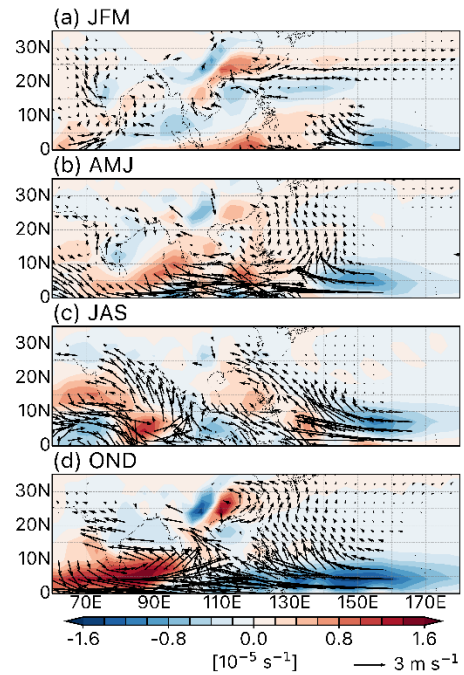 (a) JFM
30N
20N
10N
0
(b) AMJ
30N
20N
10N
0
(c) JAS
30N
20N
10N
0
(d) OND
30N
20N
10N
0
70E 90E 110E 130E 150E 170E
-1.6 -0.8 0.0 0.8 1.6
[10⁻⁵ s⁻¹] 3 m s⁻¹